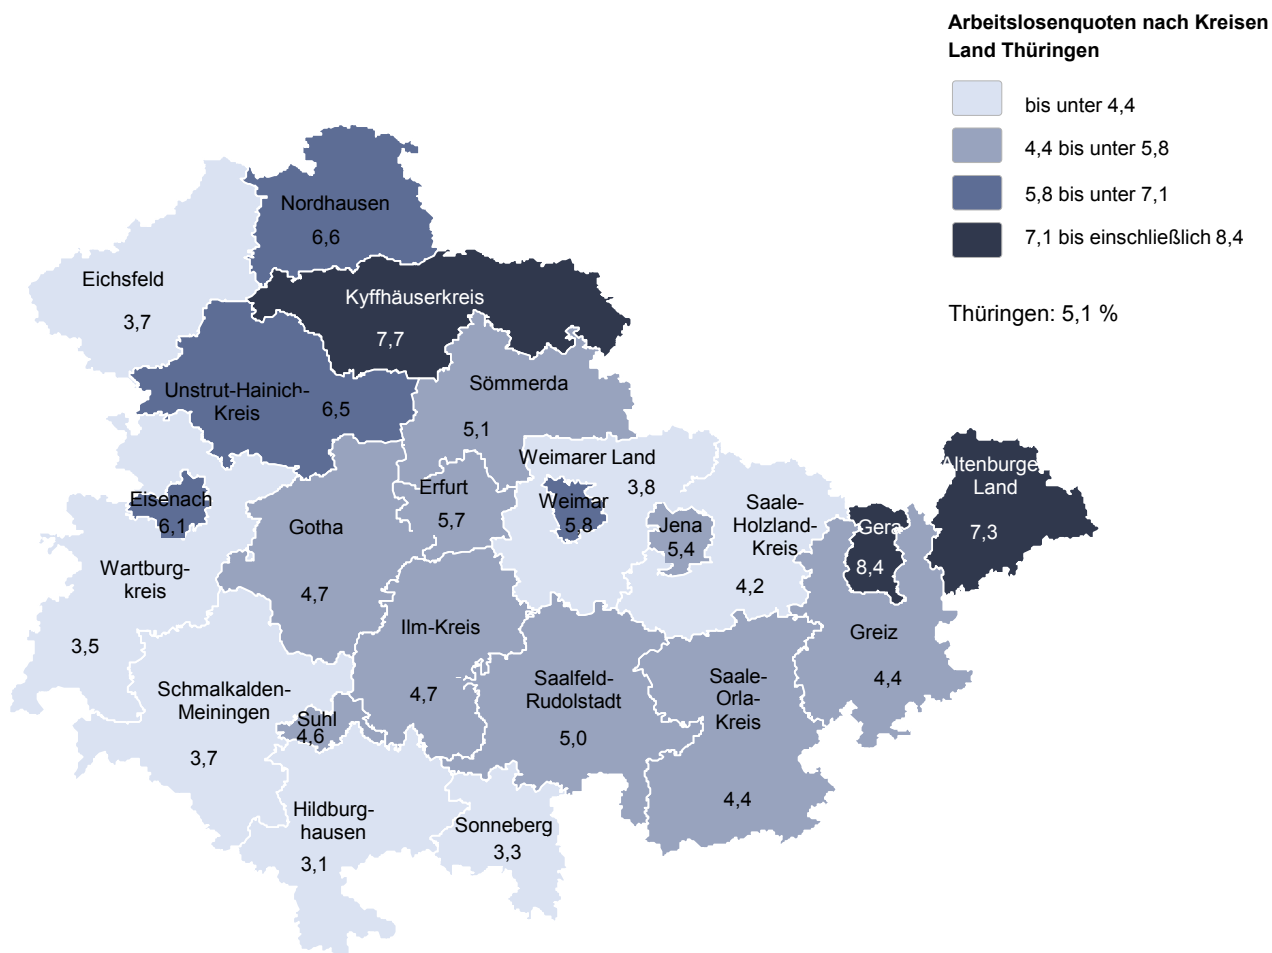 Arbeitslosenquoten nach Kreisen
Land Thüringen
bis unter 4,4
4,4 bis unter 5,8
5,8 bis unter 7,1
7,1 bis einschließlich 8,4
Thüringen: 5,1 %
Nordhausen
6,6
Eichsfeld
3,7
Kyffhäuserkreis
7,7
Unstrut-Hainich-
Kreis
6,5
Sömmerda
5,1
Weimarer Land
3,8
Eisenach
6,1
Erfurt
5,7
Weimar
5,8
Gotha
4,7
Jena
5,4
Saale-
Holzland-
Kreis
4,2
Gera
8,4
Altenburger
Land
7,3
Wartburg-
kreis
3,5
Ilm-Kreis
4,7
Greiz
4,4
Schmalkalden-
Meiningen
3,7
Suhl
4,6
Saalfeld-
Rudolstadt
5,0
Saale-
Orla-
Kreis
4,4
Hildburg-
hausen
3,1
Sonneberg
3,3